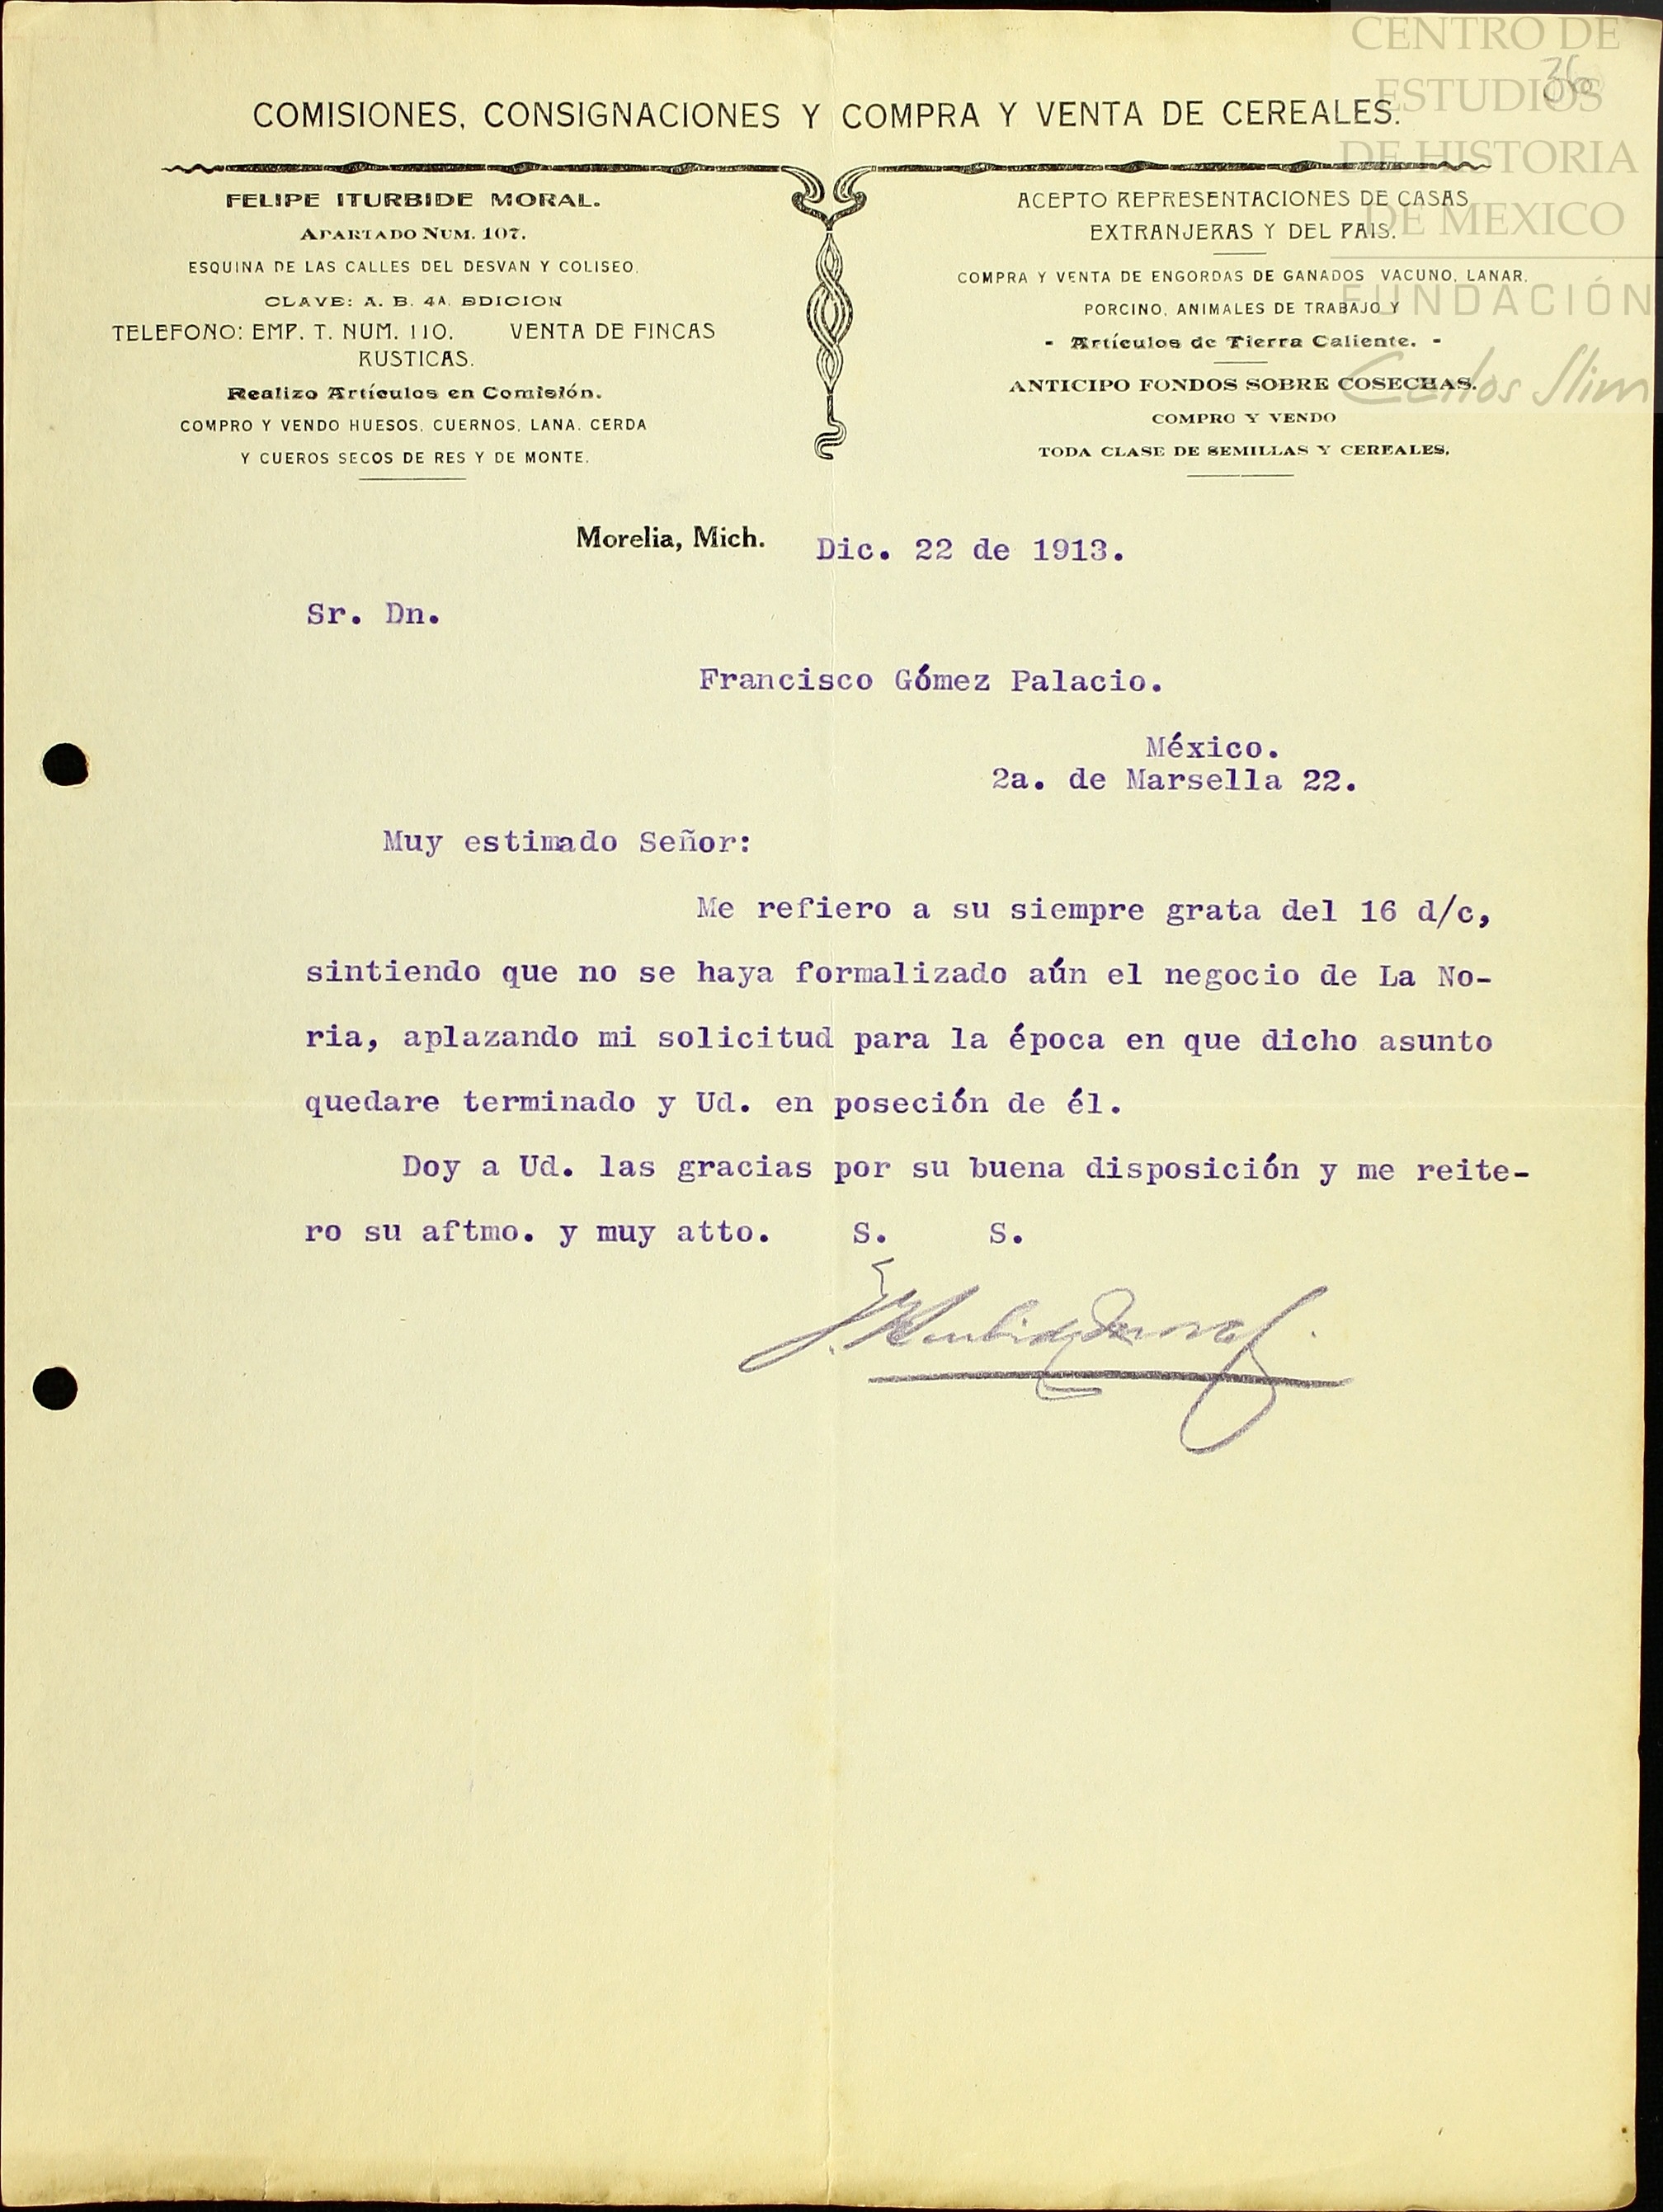 CENTRO DE
ESTUDIOS
DE HISTORIA
DE MEXICO
FUNDACIÓN
Carlos Slim
36
COMISIONES, CONSIGNACIONES Y COMPRA Y VENTA DE CEREALES.
FELIPE ITURBIDE MORAL.
APARTADO NUM. 107.
ESQUINA DE LAS CALLES DEL DESVAN Y COLISEO.
CLAVE: A. B. 4A. EDICION
TELEFONO: EMP. T. NUM. 110. VENTA DE FINCAS
RUSTICAS.
Realizo Artículos en Comisión.
COMPRO Y VENDO HUESOS, CUERNOS, LANA, CERDA
Y CUEROS SECOS DE RES Y DE MONTE.
ACEPTO REPRESENTACIONES DE CASAS
EXTRANJERAS Y DEL PAIS.
COMPRA Y VENTA DE ENGORDAS DE GANADOS VACUNO, LANAR,
PORCINO, ANIMALES DE TRABAJO Y
- Artículos de Tierra Caliente. -
ANTICIPO FONDOS SOBRE COSECHAS.
COMPRO Y VENDO
TODA CLASE DE SEMILLAS Y CEREALES.
Morelia, Mich. Dic. 22 de 1913.
Sr. Dn.
Francisco Gómez Palacio.
México.
2a. de Marsella 22.
Muy estimado Señor:
Me refiero a su siempre grata del 16 d/c,
sintiendo que no se haya formalizado aún el negocio de La No-
ria, aplazando mi solicitud para la época en que dicho asunto
quedare terminado y Ud. en poseción de él.
Doy a Ud. las gracias por su buena disposición y me reite-
ro su aftmo. y muy atto. S. S.
F. Iturbide Moral.